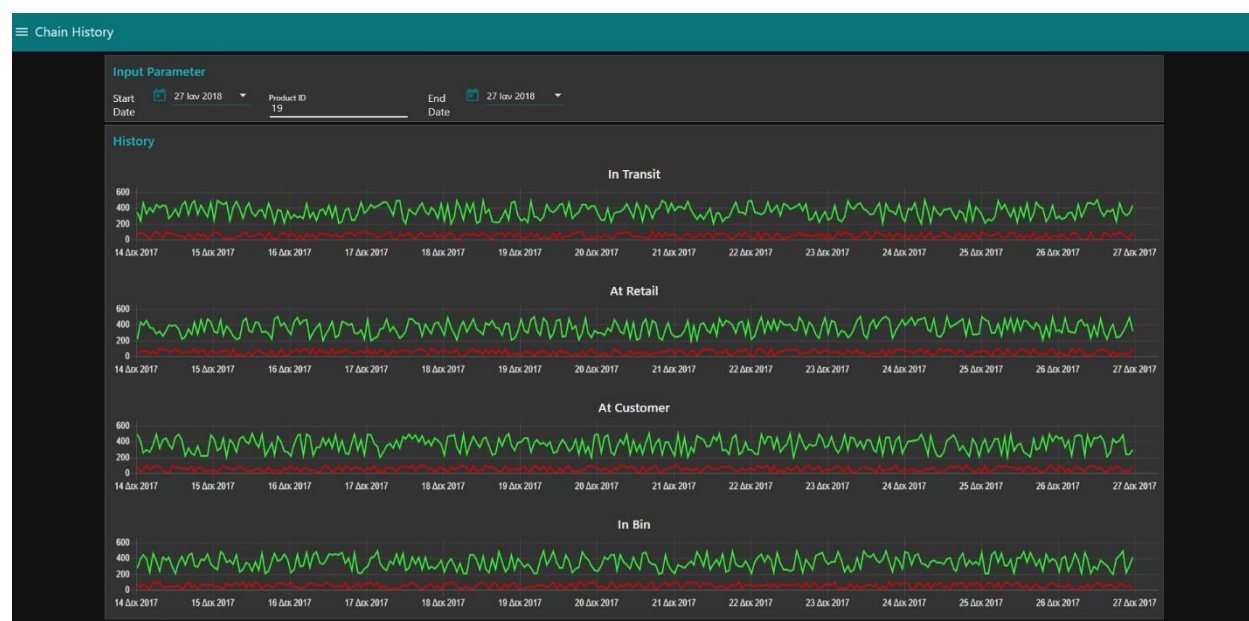 Chain History
Input Parameter
Start Date 27 Ιαν 2018 Product ID 19 End Date 27 Ιαν 2018
History
In Transit
600
400
200
0
14 Δεκ 2017 15 Δεκ 2017 16 Δεκ 2017 17 Δεκ 2017 18 Δεκ 2017 19 Δεκ 2017 20 Δεκ 2017 21 Δεκ 2017 22 Δεκ 2017 23 Δεκ 2017 24 Δεκ 2017 25 Δεκ 2017 26 Δεκ 2017 27 Δεκ 2017
At Retail
600
400
200
0
14 Δεκ 2017 15 Δεκ 2017 16 Δεκ 2017 17 Δεκ 2017 18 Δεκ 2017 19 Δεκ 2017 20 Δεκ 2017 21 Δεκ 2017 22 Δεκ 2017 23 Δεκ 2017 24 Δεκ 2017 25 Δεκ 2017 26 Δεκ 2017 27 Δεκ 2017
At Customer
600
400
200
0
14 Δεκ 2017 15 Δεκ 2017 16 Δεκ 2017 17 Δεκ 2017 18 Δεκ 2017 19 Δεκ 2017 20 Δεκ 2017 21 Δεκ 2017 22 Δεκ 2017 23 Δεκ 2017 24 Δεκ 2017 25 Δεκ 2017 26 Δεκ 2017 27 Δεκ 2017
In Bin
600
400
200
0
14 Δεκ 2017 15 Δεκ 2017 16 Δεκ 2017 17 Δεκ 2017 18 Δεκ 2017 19 Δεκ 2017 20 Δεκ 2017 21 Δεκ 2017 22 Δεκ 2017 23 Δεκ 2017 24 Δεκ 2017 25 Δεκ 2017 26 Δεκ 2017 27 Δεκ 2017